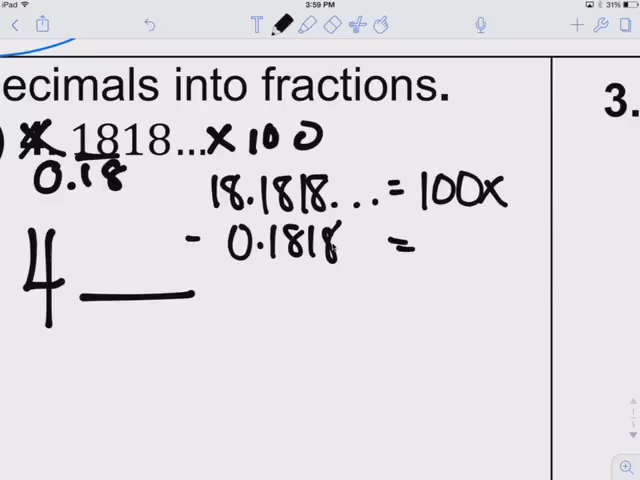 iPad 3:59 PM 31%
T
ecimals into fractions.
3.
) 1818... x 100
0.18
18.1818... = 100x
- 0.1818 =
4